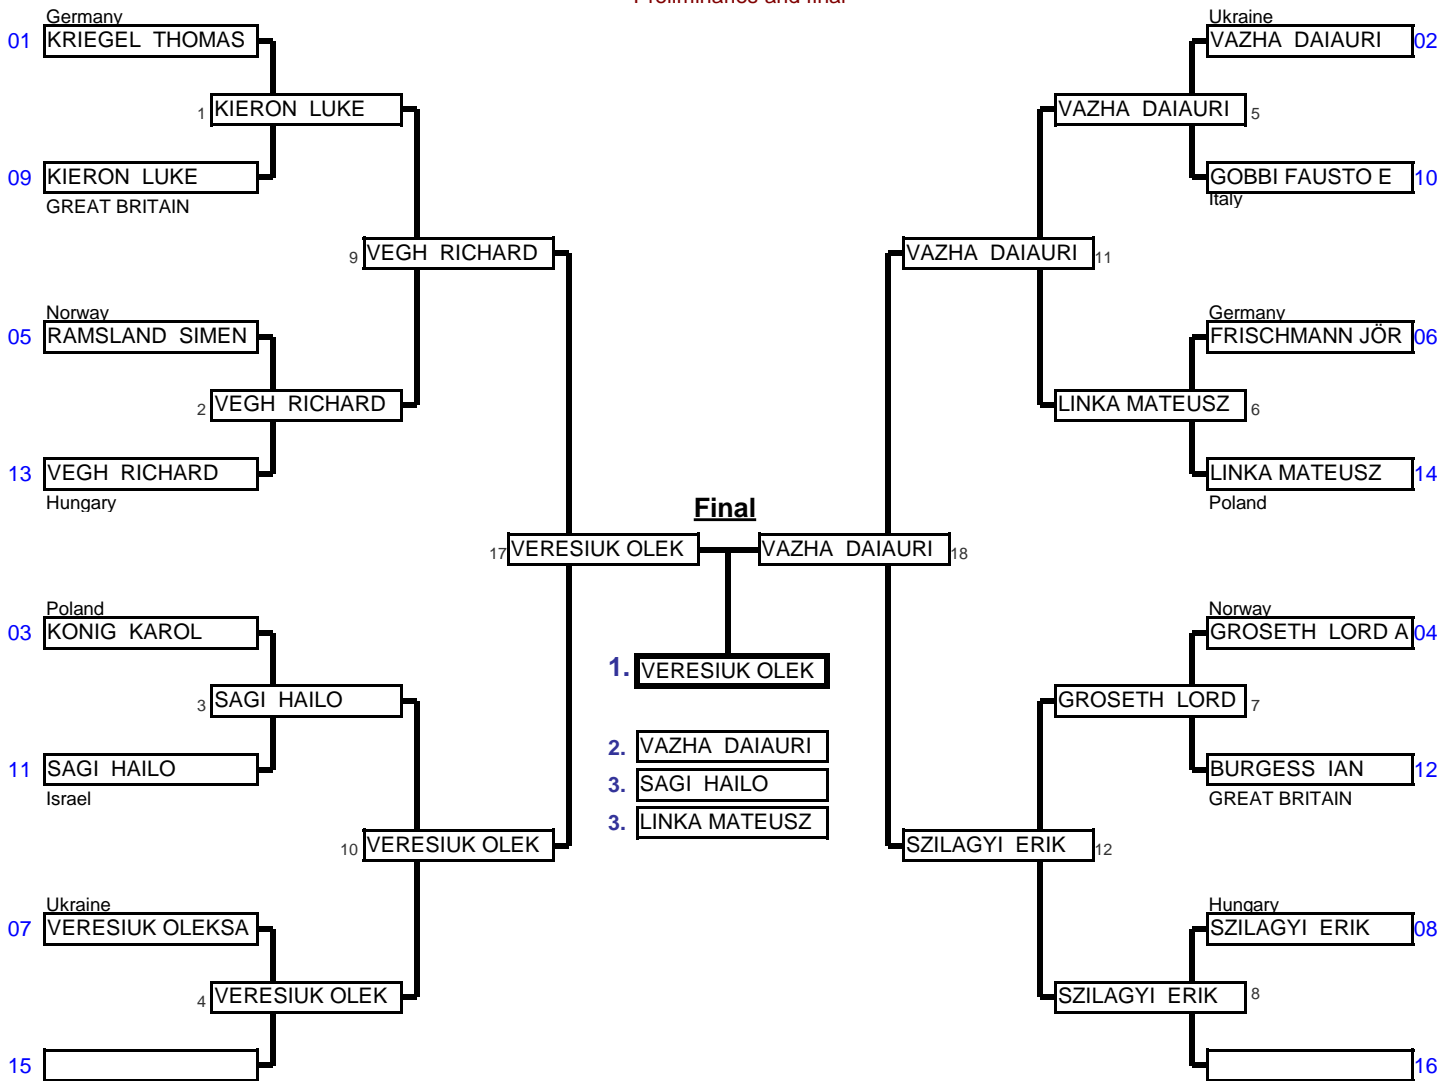 Preliminaries and final
Germany
01 KRIEGEL THOMAS
1 KIERON LUKE
09 KIERON LUKE
GREAT BRITAIN
9 VEGH RICHARD
Norway
05 RAMSLAND SIMEN
2 VEGH RICHARD
13 VEGH RICHARD
Hungary
17 VERESIUK OLEK
Poland
03 KONIG KAROL
3 SAGI HAILO
11 SAGI HAILO
Israel
10 VERESIUK OLEK
Ukraine
07 VERESIUK OLEKSA
4 VERESIUK OLEK
15
Final
1. VERESIUK OLEK
2. VAZHA DAIAURI
3. SAGI HAILO
3. LINKA MATEUSZ
Ukraine
VAZHA DAIAURI 02
VAZHA DAIAURI 5
GOBBI FAUSTO E 10
Italy
VAZHA DAIAURI 11
Germany
FRISCHMANN JÖR 06
LINKA MATEUSZ 6
LINKA MATEUSZ 14
Poland
VAZHA DAIAURI 18
Norway
GROSETH LORD A 04
GROSETH LORD 7
BURGESS IAN 12
GREAT BRITAIN
SZILAGYI ERIK 12
Hungary
SZILAGYI ERIK 08
SZILAGYI ERIK 8
16